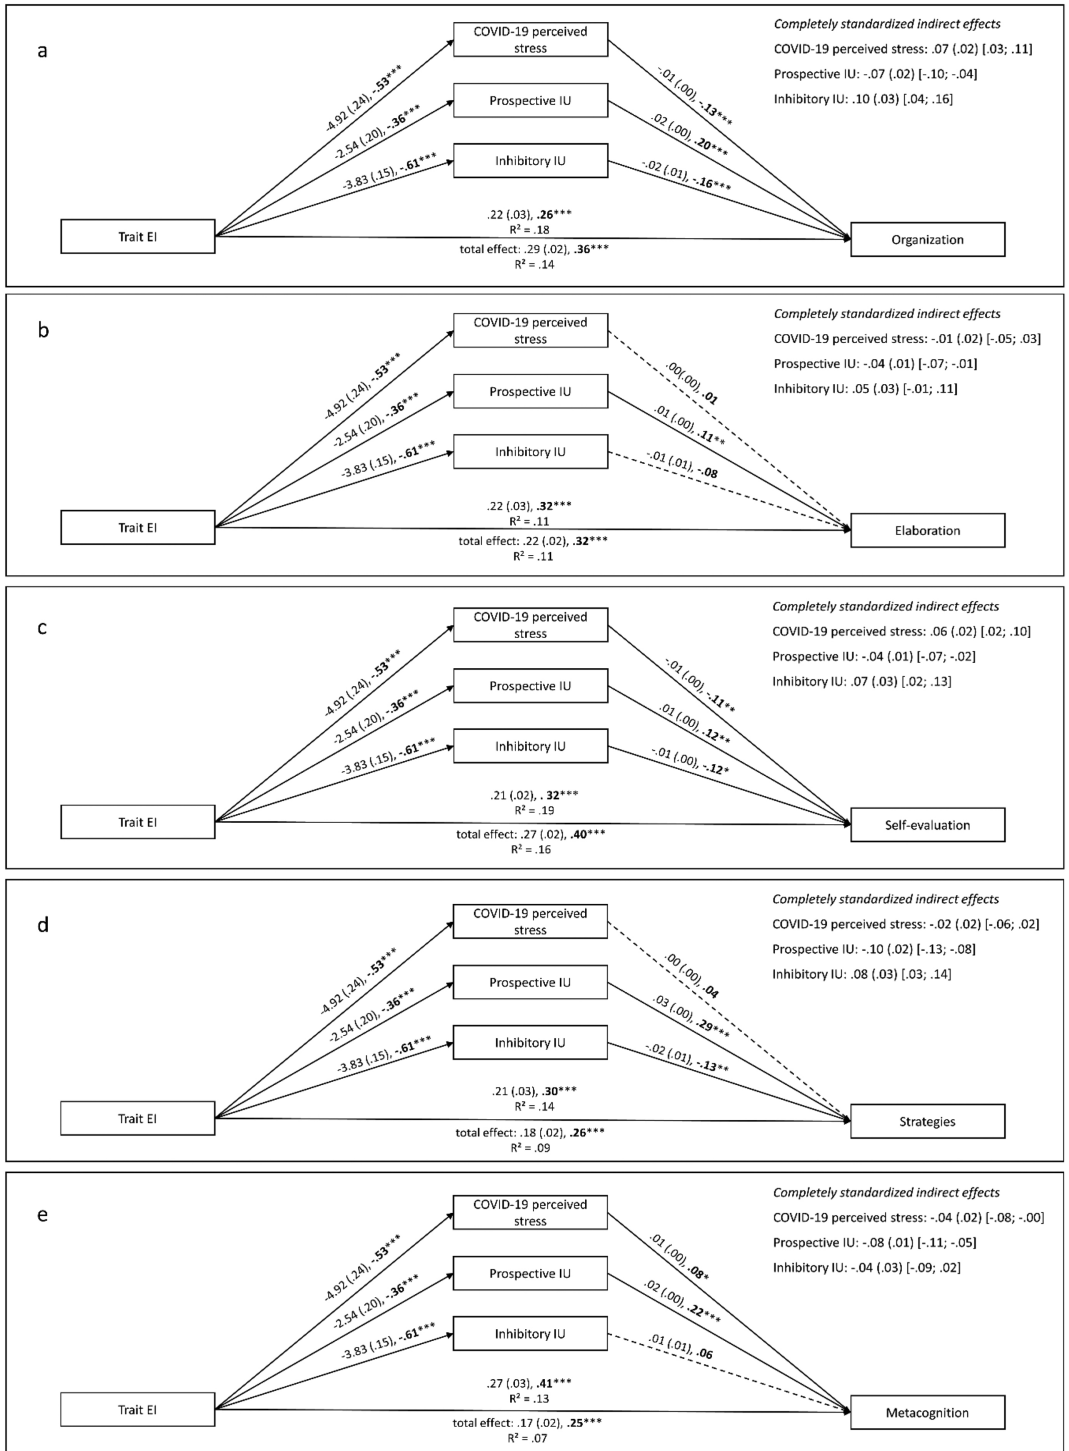 a
COVID-19 perceived
stress
Prospective IU
Inhibitory IU
Trait EI
Organization
-4.92 (.24), -.53***
-2.54 (.20), -.36***
-3.83 (.15), -.61***
-.01 (.00), -.13***
.02 (.00), .20***
-.02 (.01), -.16***
.22 (.03), .26***
R² = .18
total effect: .29 (.02), .36***
R² = .14
Completely standardized indirect effects
COVID-19 perceived stress: .07 (.02) [.03; .11]
Prospective IU: -.07 (.02) [-.10; -.04]
Inhibitory IU: .10 (.03) [.04; .16]
b
COVID-19 perceived
stress
Prospective IU
Inhibitory IU
Trait EI
Elaboration
-4.92 (.24), -.53***
-2.54 (.20), -.36***
-3.83 (.15), -.61***
.00(.00), .01
.01 (.00), .11**
-.01 (.01), -.08
.22 (.03), .32***
R² = .11
total effect: .22 (.02), .32***
R² = .11
Completely standardized indirect effects
COVID-19 perceived stress: -.01 (.02) [-.05; .03]
Prospective IU: -.04 (.01) [-.07; -.01]
Inhibitory IU: .05 (.03) [-.01; .11]
c
COVID-19 perceived
stress
Prospective IU
Inhibitory IU
Trait EI
Self-evaluation
-4.92 (.24), -.53***
-2.54 (.20), -.36***
-3.83 (.15), -.61***
-.01 (.00), -.11**
.01 (.00), .12**
-.01 (.00), -.12*
.21 (.02), . 32***
R² = .19
total effect: .27 (.02), .40***
R² = .16
Completely standardized indirect effects
COVID-19 perceived stress: .06 (.02) [.02; .10]
Prospective IU: -.04 (.01) [-.07; -.02]
Inhibitory IU: .07 (.03) [.02; .13]
d
COVID-19 perceived
stress
Prospective IU
Inhibitory IU
Trait EI
Strategies
-4.92 (.24), -.53***
-2.54 (.20), -.36***
-3.83 (.15), -.61***
.00 (.00), .04
.03 (.00), .29***
-.02 (.01), -.13**
.21 (.03), .30***
R² = .14
total effect: .18 (.02), .26***
R² = .09
Completely standardized indirect effects
COVID-19 perceived stress: -.02 (.02) [-.06; .02]
Prospective IU: -.10 (.02) [-.13; -.08]
Inhibitory IU: .08 (.03) [.03; .14]
e
COVID-19 perceived
stress
Prospective IU
Inhibitory IU
Trait EI
Metacognition
-4.92 (.24), -.53***
-2.54 (.20), -.36***
-3.83 (.15), -.61***
.01 (.00), .08*
.02 (.00), .22***
.01 (.01), .06
.27 (.03), .41***
R² = .13
total effect: .17 (.02), .25***
R² = .07
Completely standardized indirect effects
COVID-19 perceived stress: -.04 (.02) [-.08; -.00]
Prospective IU: -.08 (.01) [-.11; -.05]
Inhibitory IU: -.04 (.03) [-.09; .02]